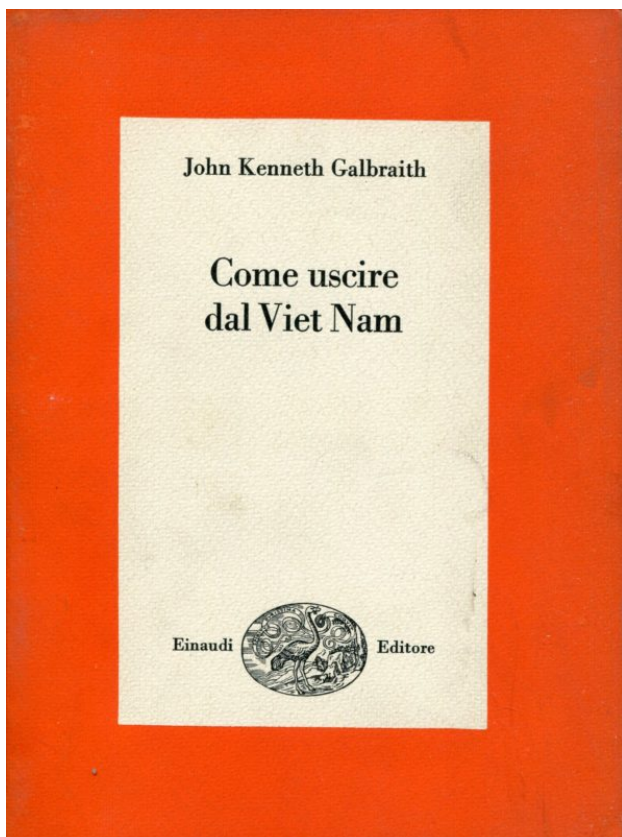 John Kenneth Galbraith
Come uscire
dal Viet Nam
Einaudi
Editore